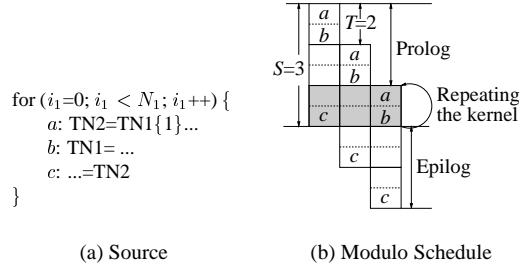 for (i₁=0; i₁ < N₁; i₁++) {
a: TN2=TN1{1}...
b: TN1= ...
c: ...=TN2
}
(a) Source
a
b
T=2
S=3
a
b
Prolog
a
c
b
Repeating
the kernel
c
Epilog
c
(b) Modulo Schedule